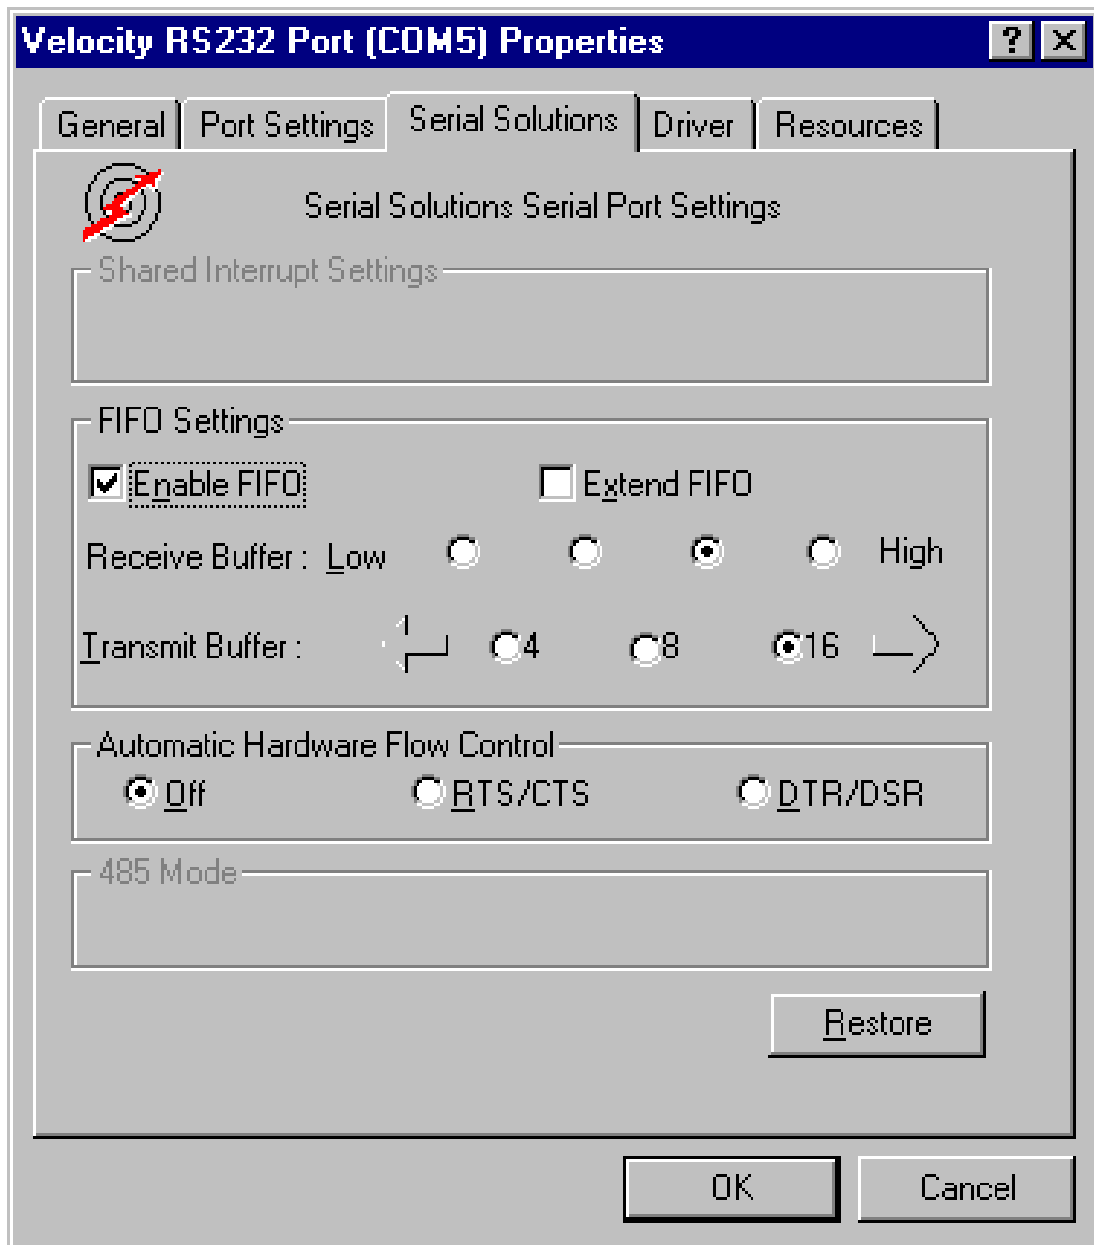 Velocity RS232 Port (COM5) Properties
General Port Settings Serial Solutions Driver Resources
Serial Solutions Serial Port Settings
Shared Interrupt Settings
FIFO Settings
Enable FIFO Extend FIFO
Receive Buffer : Low High
Transmit Buffer : 4 8 16
Automatic Hardware Flow Control
Off RTS/CTS DTR/DSR
485 Mode
Restore
OK Cancel